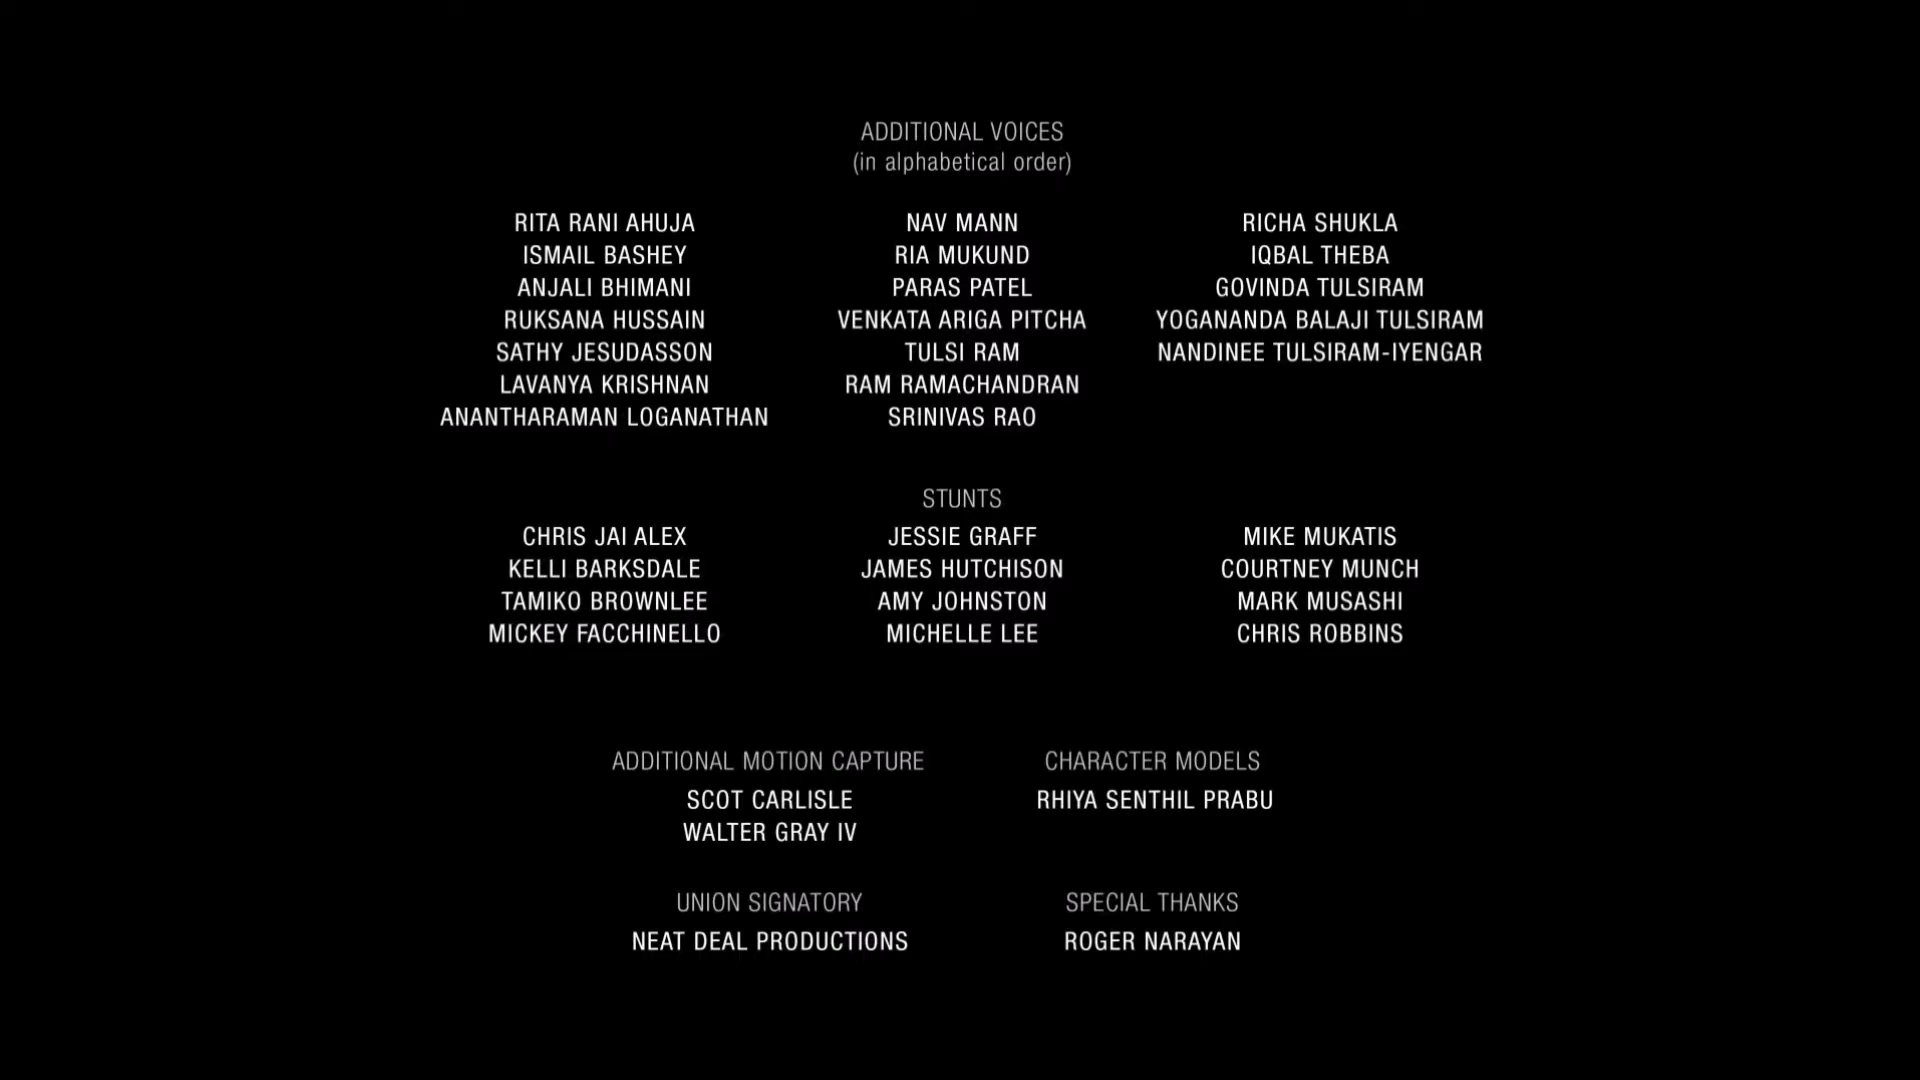 ADDITIONAL VOICES
(in alphabetical order)
RITA RANI AHUJA
ISMAIL BASHEY
ANJALI BHIMANI
RUKSANA HUSSAIN
SATHY JESUDASSON
LAVANYA KRISHNAN
ANANTHARAMAN LOGANATHAN
NAV MANN
RIA MUKUND
PARAS PATEL
VENKATA ARIGA PITCHA
TULSI RAM
RAM RAMACHANDRAN
SRINIVAS RAO
RICHA SHUKLA
IQBAL THEBA
GOVINDA TULSIRAM
YOGANANDA BALAJI TULSIRAM
NANDINEE TULSIRAM-IYENGAR
STUNTS
CHRIS JAI ALEX
KELLI BARKSDALE
TAMIKO BROWNLEE
MICKEY FACCHINELLO
JESSIE GRAFF
JAMES HUTCHISON
AMY JOHNSTON
MICHELLE LEE
MIKE MUKATIS
COURTNEY MUNCH
MARK MUSASHI
CHRIS ROBBINS
ADDITIONAL MOTION CAPTURE
SCOT CARLISLE
WALTER GRAY IV
CHARACTER MODELS
RHIYA SENTHIL PRABU
UNION SIGNATORY
NEAT DEAL PRODUCTIONS
SPECIAL THANKS
ROGER NARAYAN